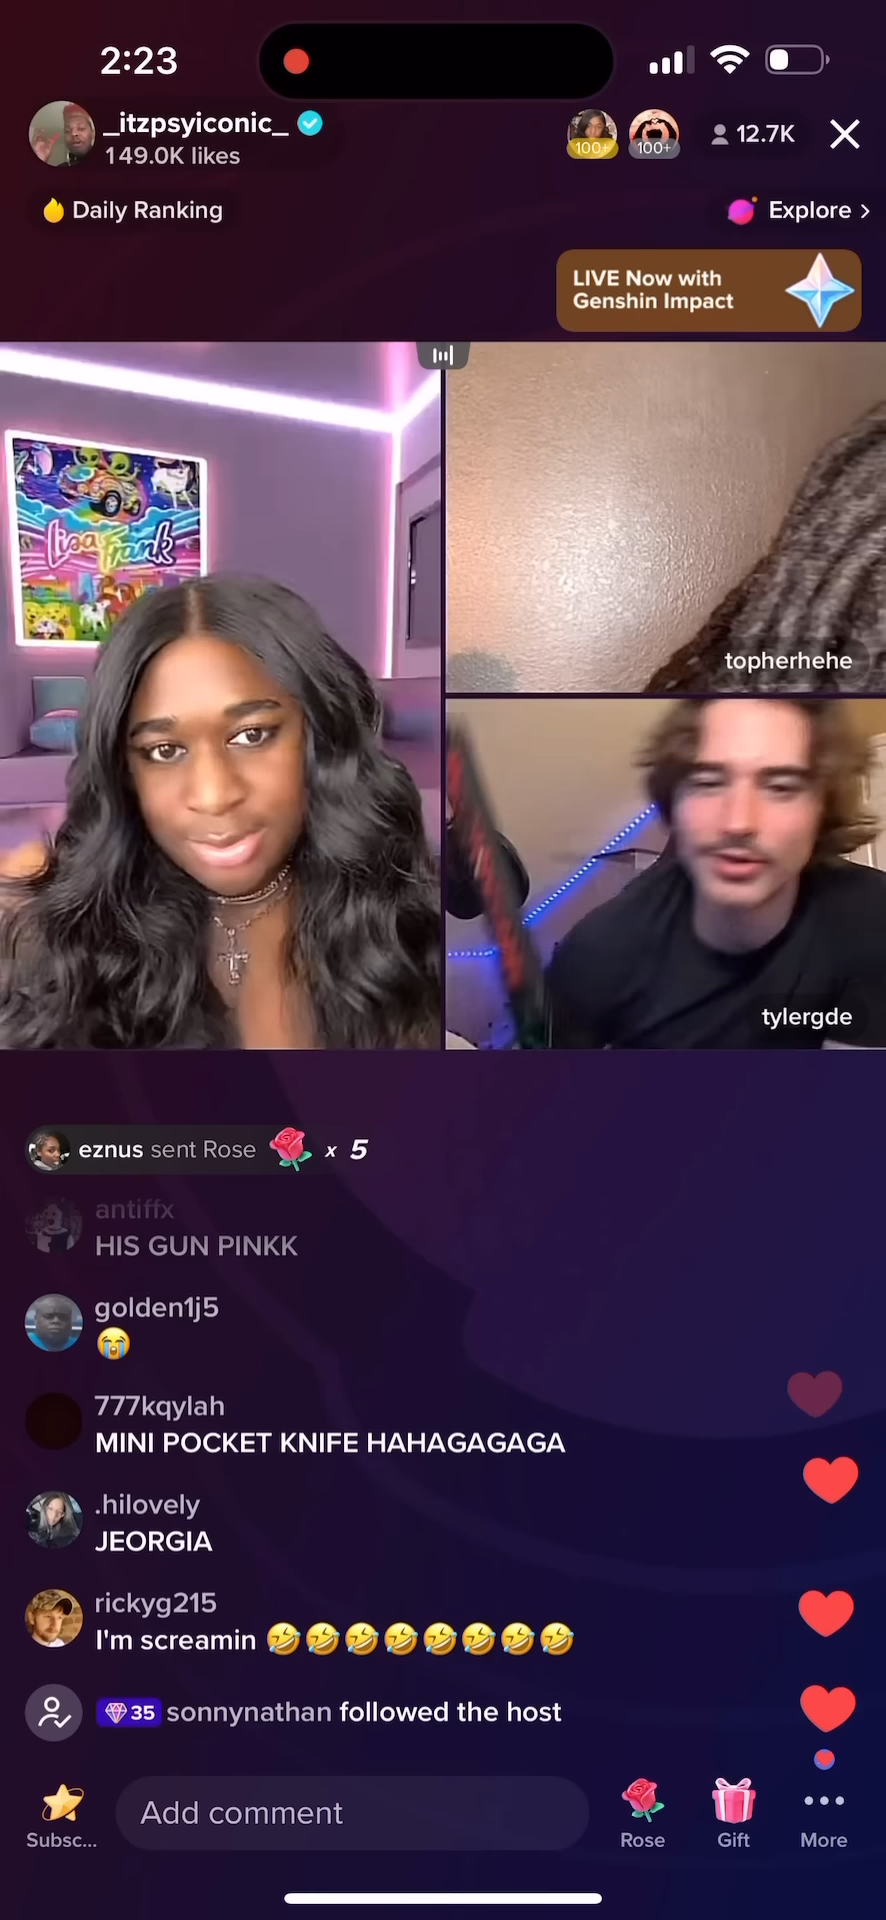 2:23
_itzpsyiconic_
149.0K likes
100+
100+
12.7K
Daily Ranking
Explore >
LIVE Now with
Genshin Impact
Lisa Frank
topherhehe
tylergde
eznus sent Rose x 5
antiffx
HIS GUN PINKK
golden1j5
😭
777kqylah
MINI POCKET KNIFE HAHAGAGAGA
.hilovely
JEORGIA
rickyg215
I'm screamin 🤣🤣🤣🤣🤣🤣🤣🤣
35 sonnynathan followed the host
Subsc...
Add comment
Rose
Gift
More